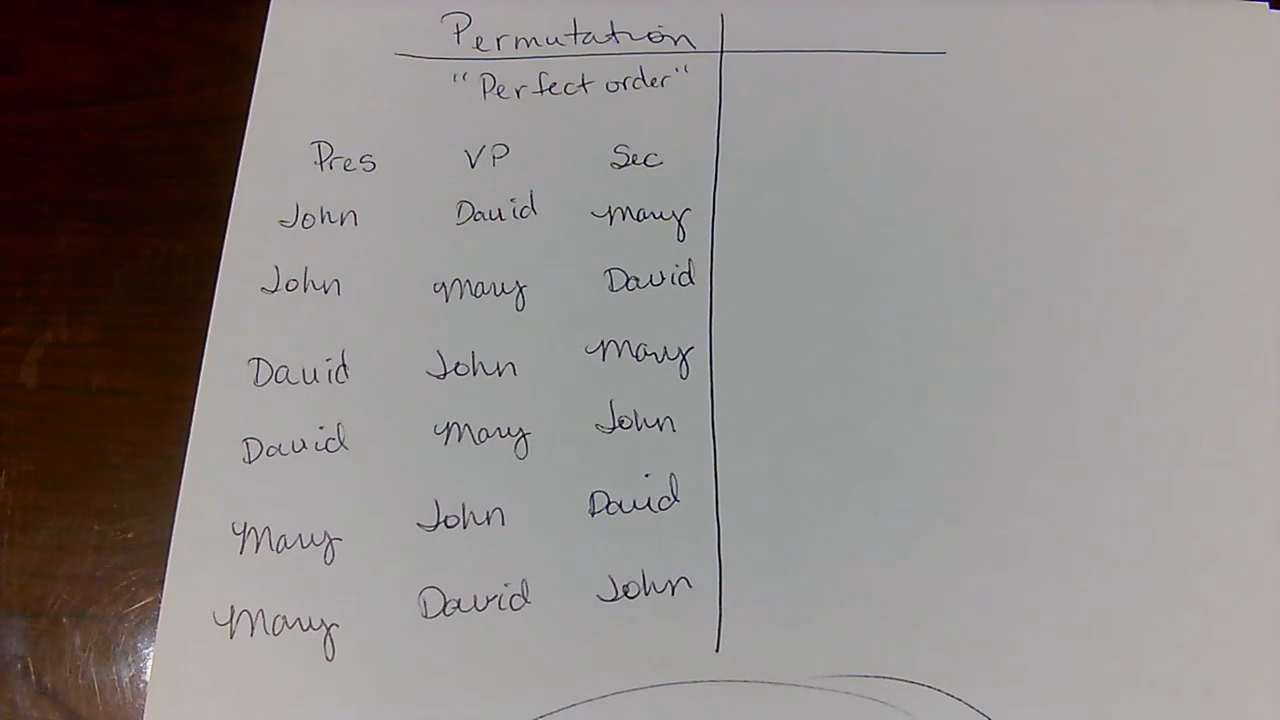 Permutation
"Perfect order"
Pres VP Sec
John David Mary
John Mary David
David John Mary
David Mary John
Mary John David
Mary David John